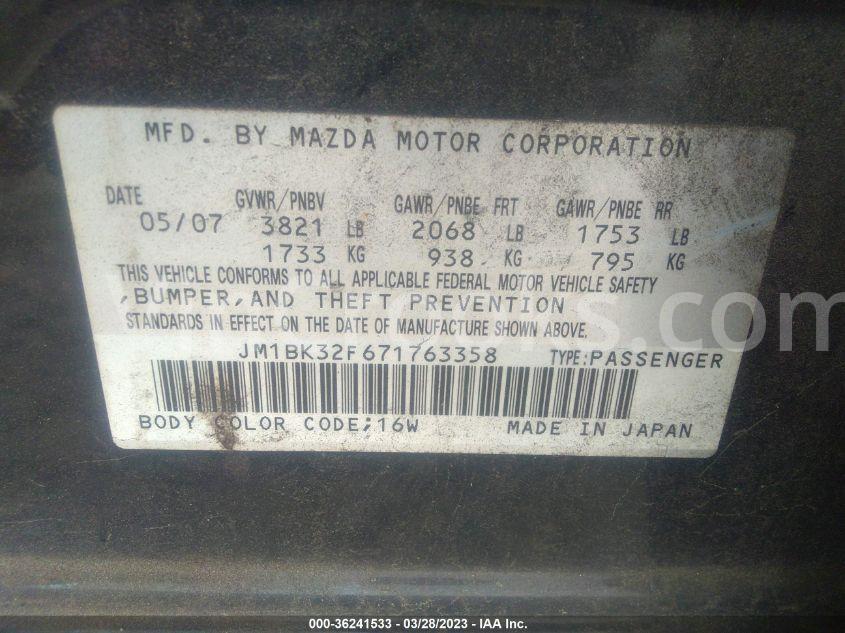 MFD. BY MAZDA MOTOR CORPORATION
DATE GVWR/PNBV GAWR/PNBE FRT GAWR/PNBE RR
05/07 3821 LB 2068 LB 1753 LB
1733 KG 938 KG 795 KG
THIS VEHICLE CONFORMS TO ALL APPLICABLE FEDERAL MOTOR VEHICLE SAFETY
,BUMPER,AND THEFT PREVENTION
STANDARDS IN EFFECT ON THE DATE OF MANUFACTURE SHOWN ABOVE.
JM1BK32F671763358 TYPE:PASSENGER
BODY COLOR CODE;16W MADE IN JAPAN
000-36241533 - 03/28/2023 - IAA Inc.